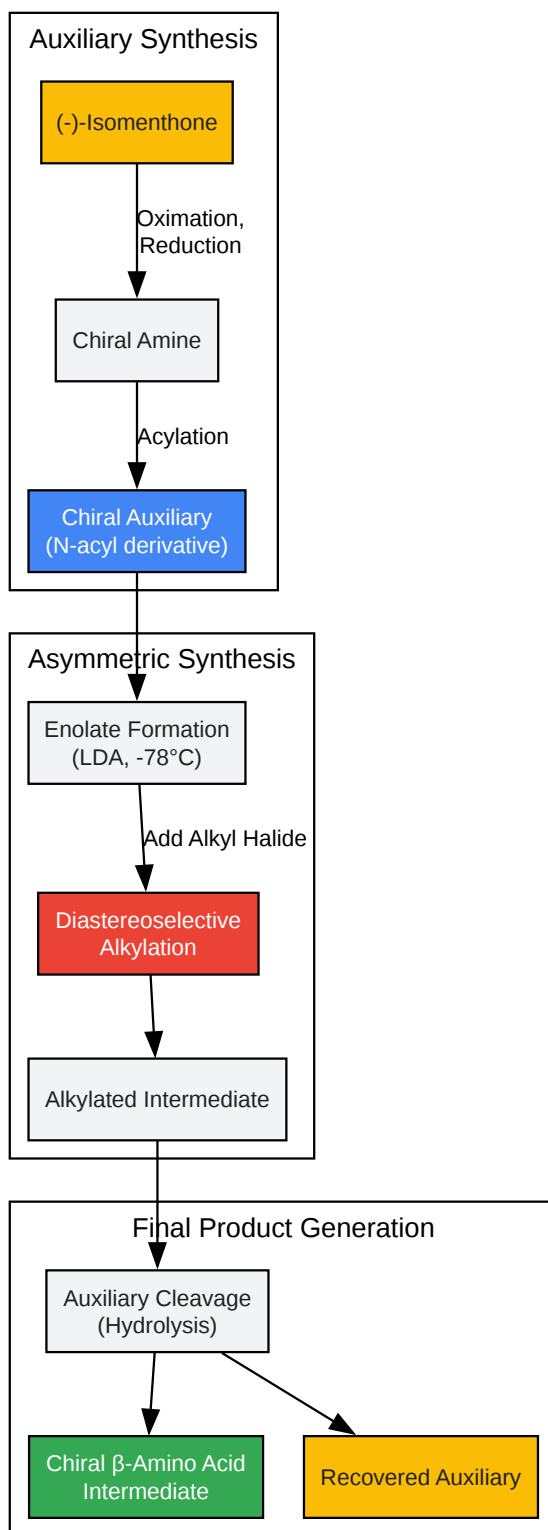 Auxiliary Synthesis
(-)-Isomenthone
Oximation,
Reduction
Chiral Amine
Acylation
Chiral Auxiliary
(N-acyl derivative)
Asymmetric Synthesis
Enolate Formation
(LDA, -78°C)
Add Alkyl Halide
Diastereoselective
Alkylation
Alkylated Intermediate
Final Product Generation
Auxiliary Cleavage
(Hydrolysis)
Chiral β-Amino Acid
Intermediate
Recovered Auxiliary